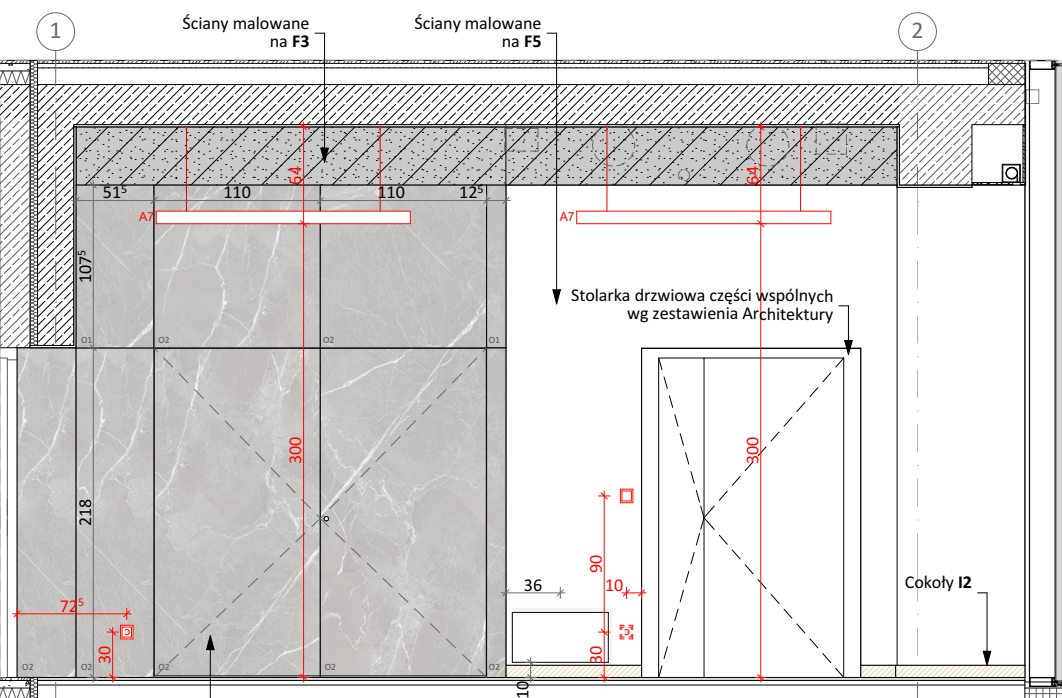 1
Ściany malowane
na F3
Ściany malowane
na F5
2
64
64
51⁵
110
110
12⁵
A7
A7
107⁵
Stolarka drzwiowa części wspólnych
wg zestawienia Architektury
O1
O2
O2
O1
300
300
218
90
36
10
Cokoły I2
72⁵
30
30
O2
O2
O2
O2
10